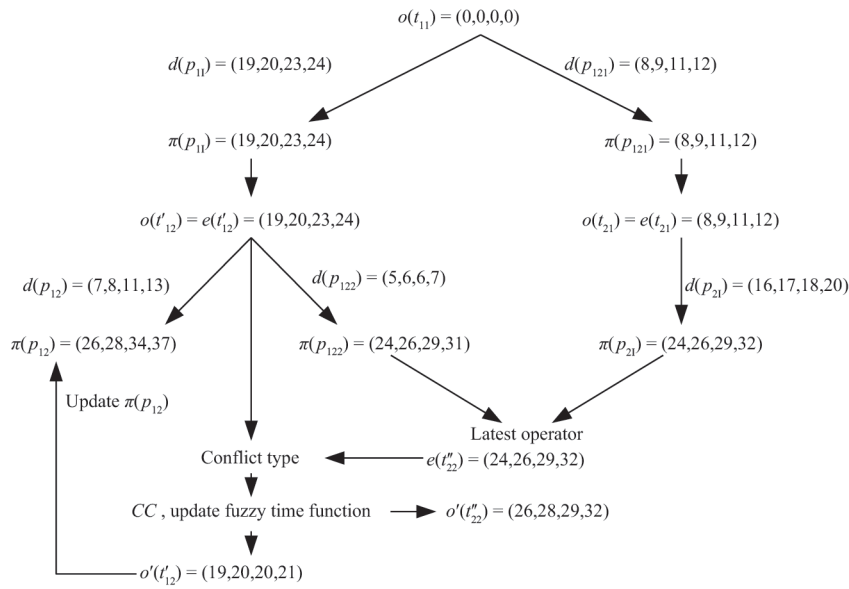 o(t₁₁) = (0,0,0,0)
d(p₁I) = (19,20,23,24)
d(p₁₂₁) = (8,9,11,12)
π(p₁I) = (19,20,23,24)
π(p₁₂₁) = (8,9,11,12)
o(t′₁₂) = e(t′₁₂) = (19,20,23,24)
o(t₂₁) = e(t₂₁) = (8,9,11,12)
d(p₁₂) = (7,8,11,13)
d(p₁₂₂) = (5,6,6,7)
d(p₂I) = (16,17,18,20)
π(p₁₂) = (26,28,34,37)
π(p₁₂₂) = (24,26,29,31)
π(p₂I) = (24,26,29,32)
Update π(p₁₂)
Latest operator
Conflict type
e(t″₂₂) = (24,26,29,32)
CC , update fuzzy time function
o′(t″₂₂) = (26,28,29,32)
o′(t′₁₂) = (19,20,20,21)